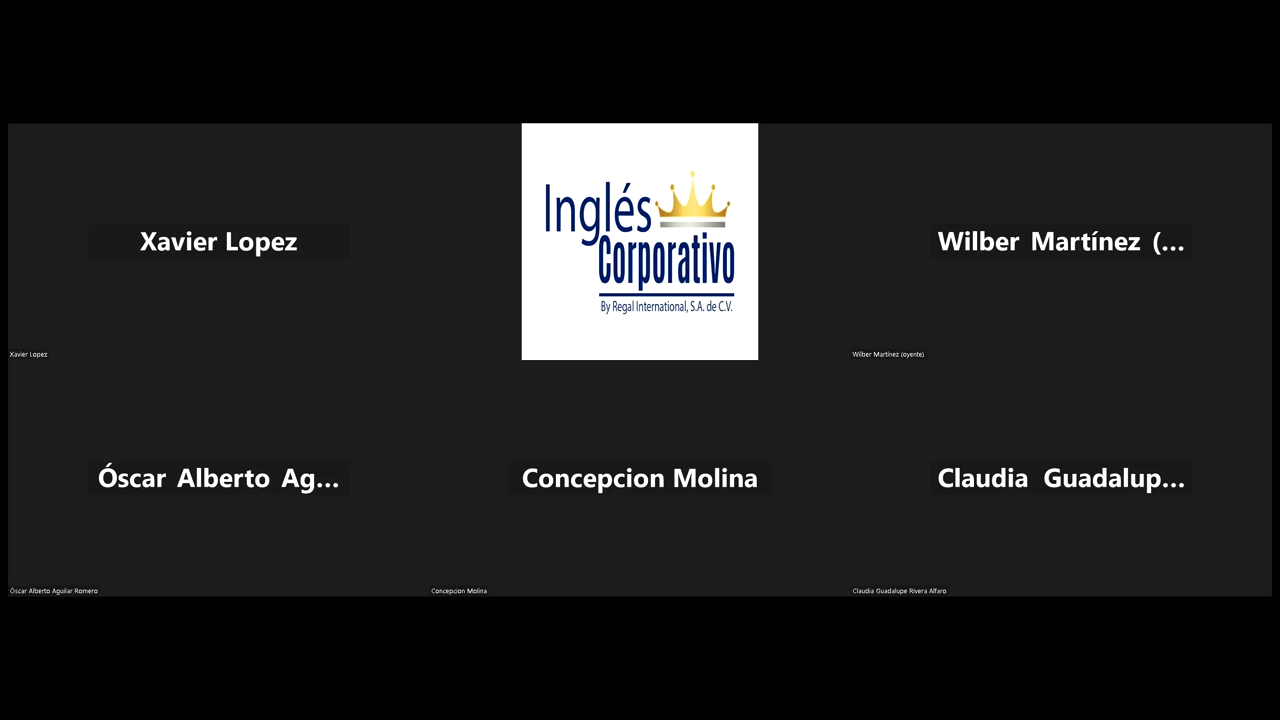 Xavier Lopez
Xavier Lopez
Inglés
Corporativo
By Regal International, S.A. de C.V.
Wilber Martínez (...
Wilber Martínez (oyente)
Óscar Alberto Ag...
Óscar Alberto Aguilar Romero
Concepcion Molina
Concepcion Molina
Claudia Guadalup...
Claudia Guadalupe Rivera Alfaro